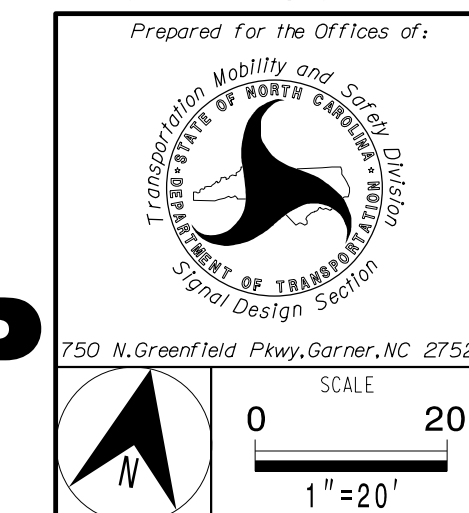 Prepared for the Offices of:
Transportation Mobility and Safety Division
STATE OF NORTH CAROLINA
DEPARTMENT OF TRANSPORTATION
Signal Design Section
750 N.Greenfield Pkwy,Garner,NC 2752
SCALE
0 20
N
1"=20'